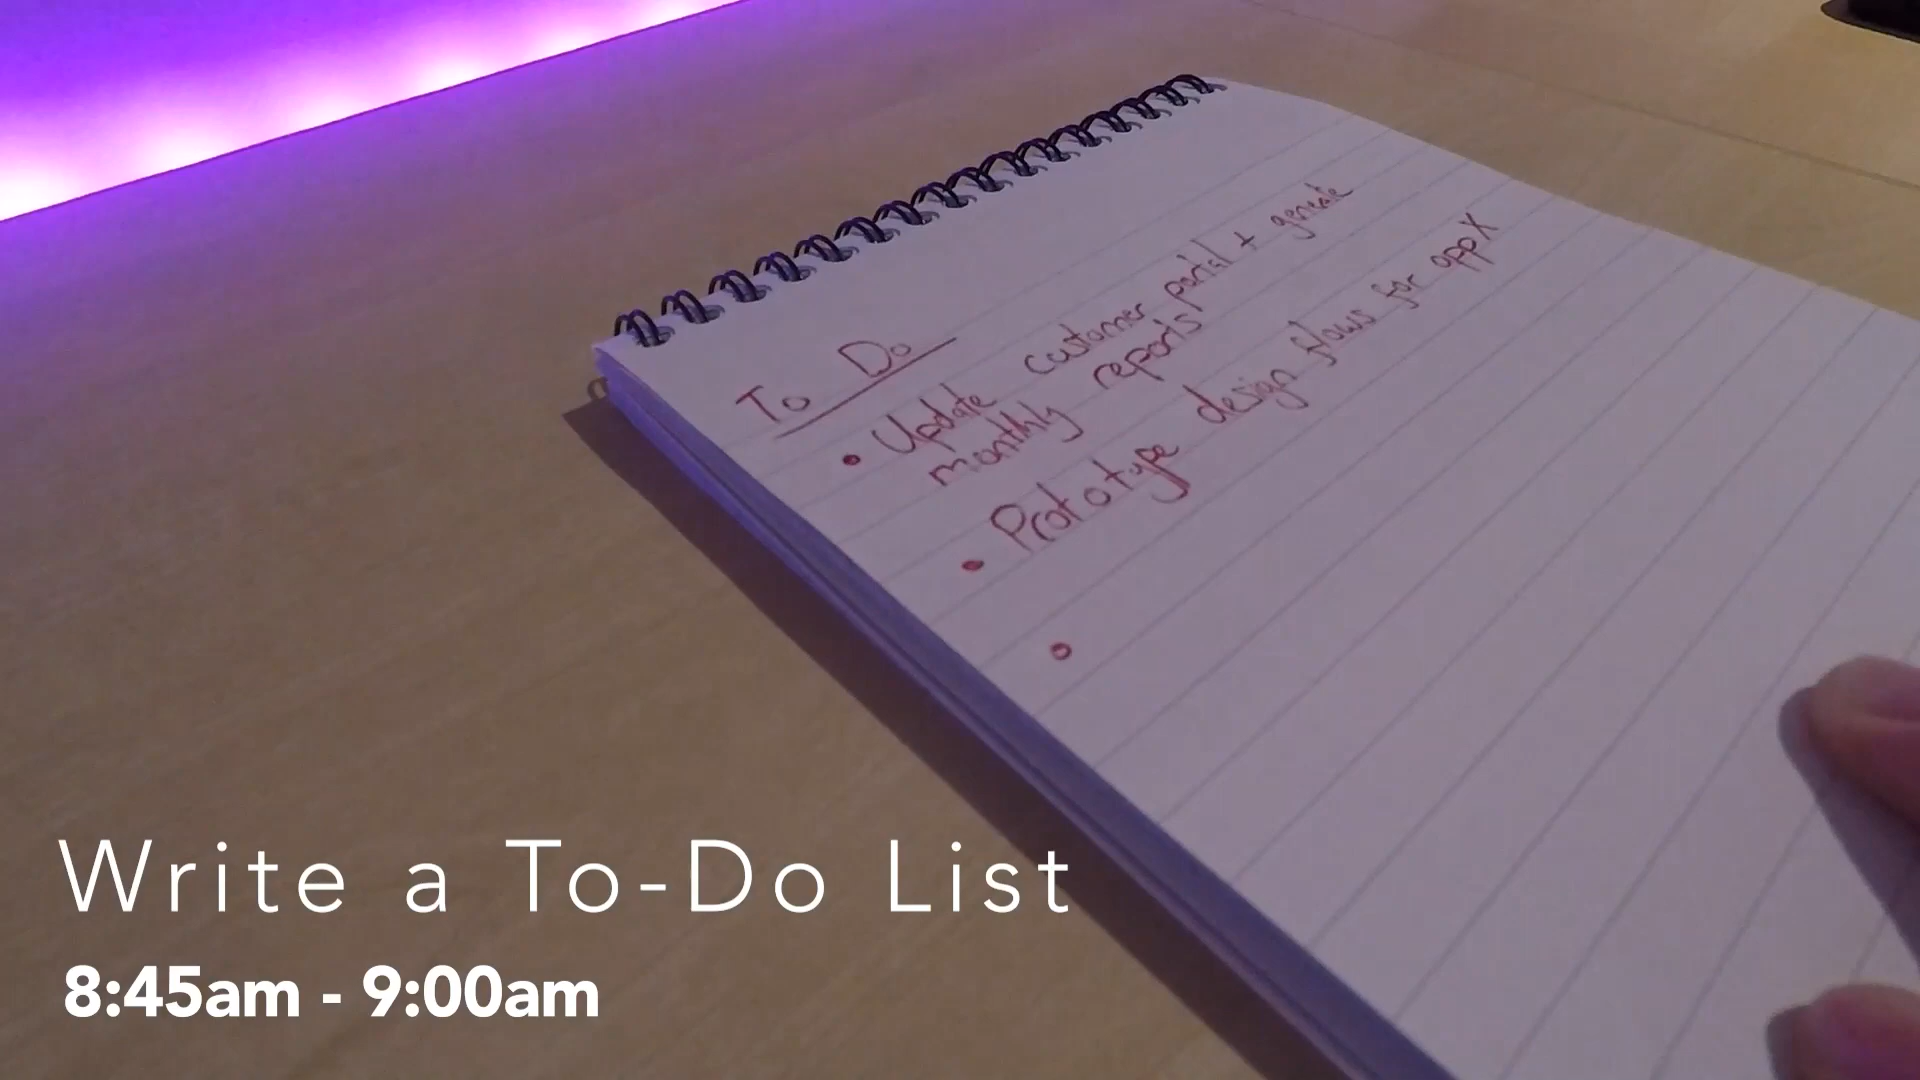 To Do
• Update customer portal + generate
monthly reports
• Prototype design flows for app X
•
Write a To-Do List
8:45am - 9:00am